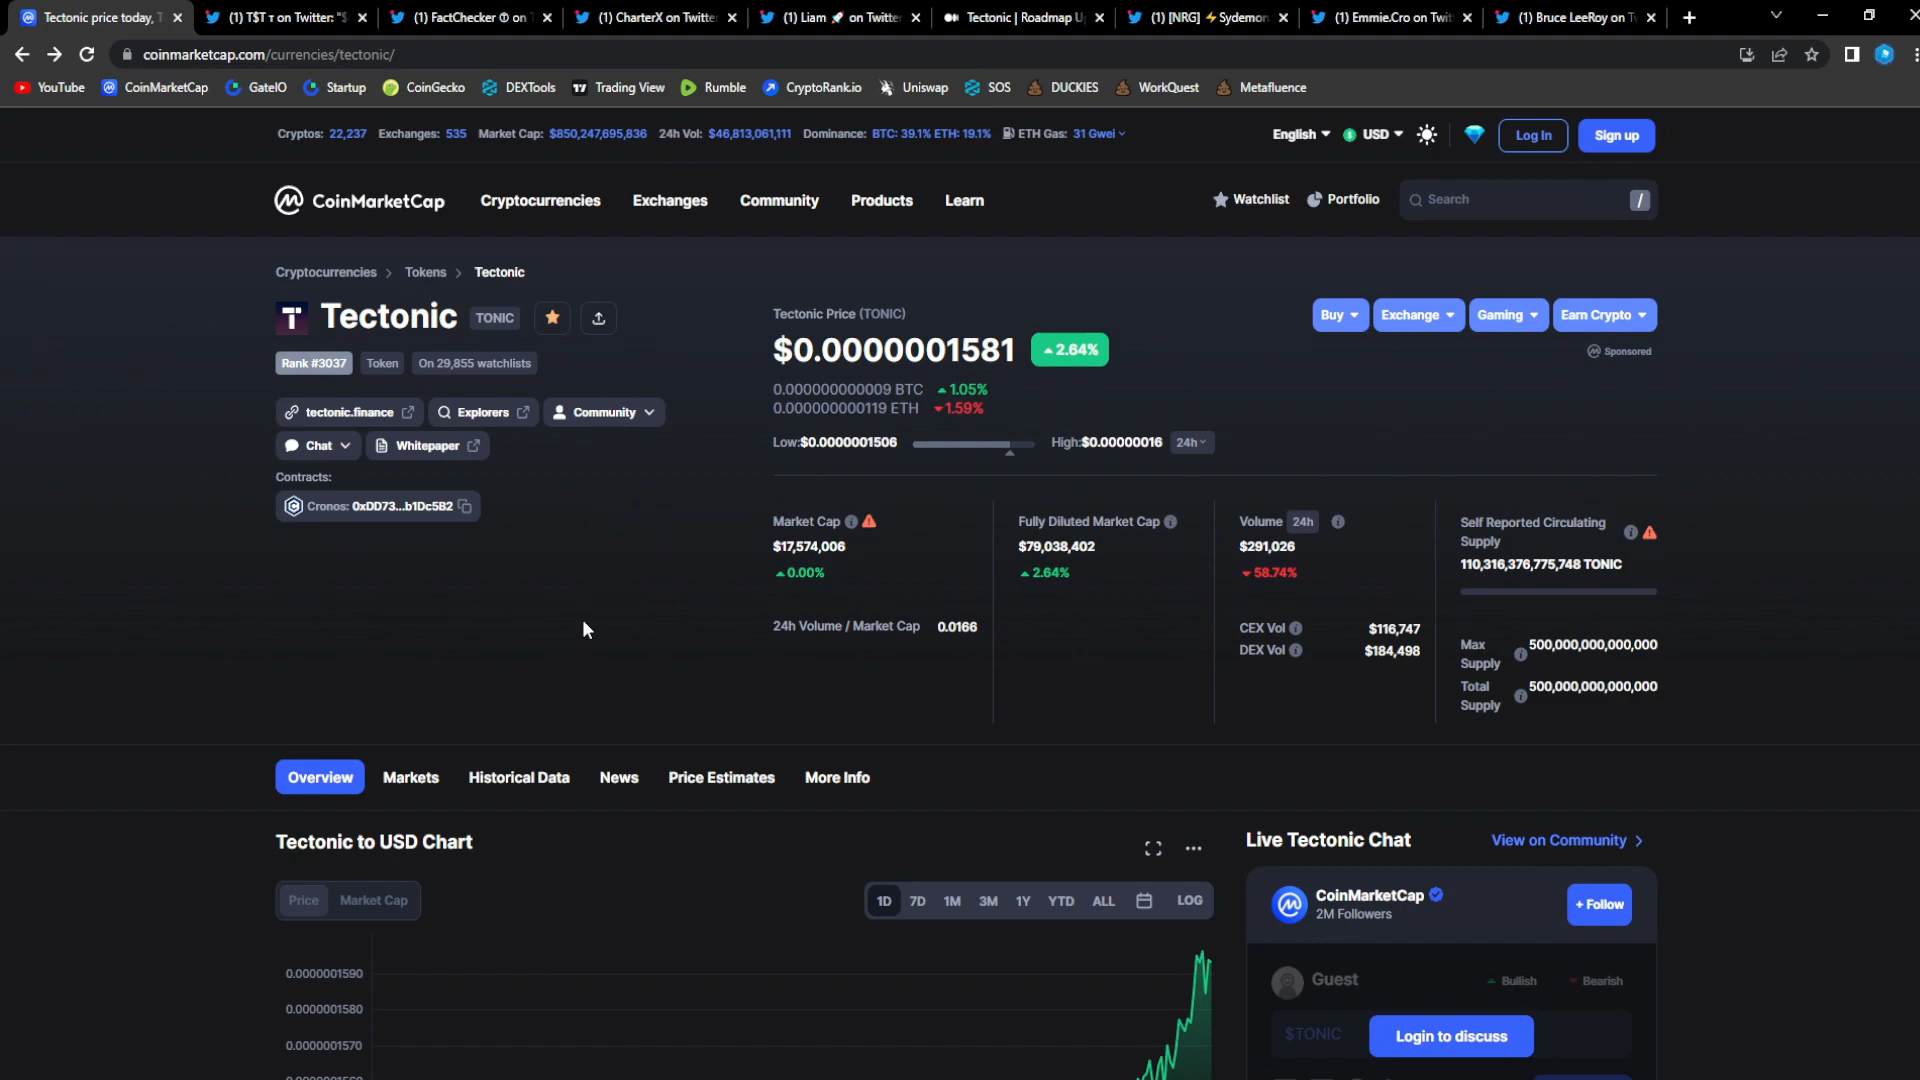 Tectonic price today, T
(1) T$T τ on Twitter: "$
(1) FactChecker on
(1) CharterX on Twitter
(1) Liam 🚀 on Twitter
Tectonic | Roadmap U
(1) [NRG] ⚡Sydemon
(1) Emmie.Cro on Twit
(1) Bruce LeeRoy on Tw
coinmarketcap.com/currencies/tectonic/
YouTube CoinMarketCap GateIO Startup CoinGecko DEXTools Trading View Rumble CryptoRank.io Uniswap SOS DUCKIES WorkQuest Metafluence
Cryptos: 22,237 Exchanges: 535 Market Cap: $850,247,695,836 24h Vol: $46,813,061,111 Dominance: BTC: 39.1% ETH: 19.1% ETH Gas: 31 Gwei
English USD Log In Sign up
CoinMarketCap Cryptocurrencies Exchanges Community Products Learn
Watchlist Portfolio Search /
Cryptocurrencies > Tokens > Tectonic
Tectonic TONIC
Rank #3037 Token On 29,855 watchlists
tectonic.finance Explorers Community
Chat Whitepaper
Contracts:
Cronos: 0xDD73...b1Dc5B2
Tectonic Price (TONIC)
$0.0000001581 2.64%
0.000000000009 BTC 1.05%
0.000000000119 ETH 1.59%
Low:$0.0000001506 High:$0.00000016 24h
Buy Exchange Gaming Earn Crypto
Sponsored
Market Cap
$17,574,006
0.00%
24h Volume / Market Cap 0.0166
Fully Diluted Market Cap
$79,038,402
2.64%
Volume 24h
$291,026
58.74%
CEX Vol $116,747
DEX Vol $184,498
Self Reported Circulating
Supply
110,316,376,775,748 TONIC
Max
Supply
500,000,000,000,000
Total
Supply
500,000,000,000,000
Overview Markets Historical Data News Price Estimates More Info
Tectonic to USD Chart
Price Market Cap
1D 7D 1M 3M 1Y YTD ALL LOG
0.0000001590
0.0000001580
0.0000001570
0.0000001560
Live Tectonic Chat View on Community >
CoinMarketCap
2M Followers
+ Follow
Guest Bullish Bearish
$TONIC Login to discuss